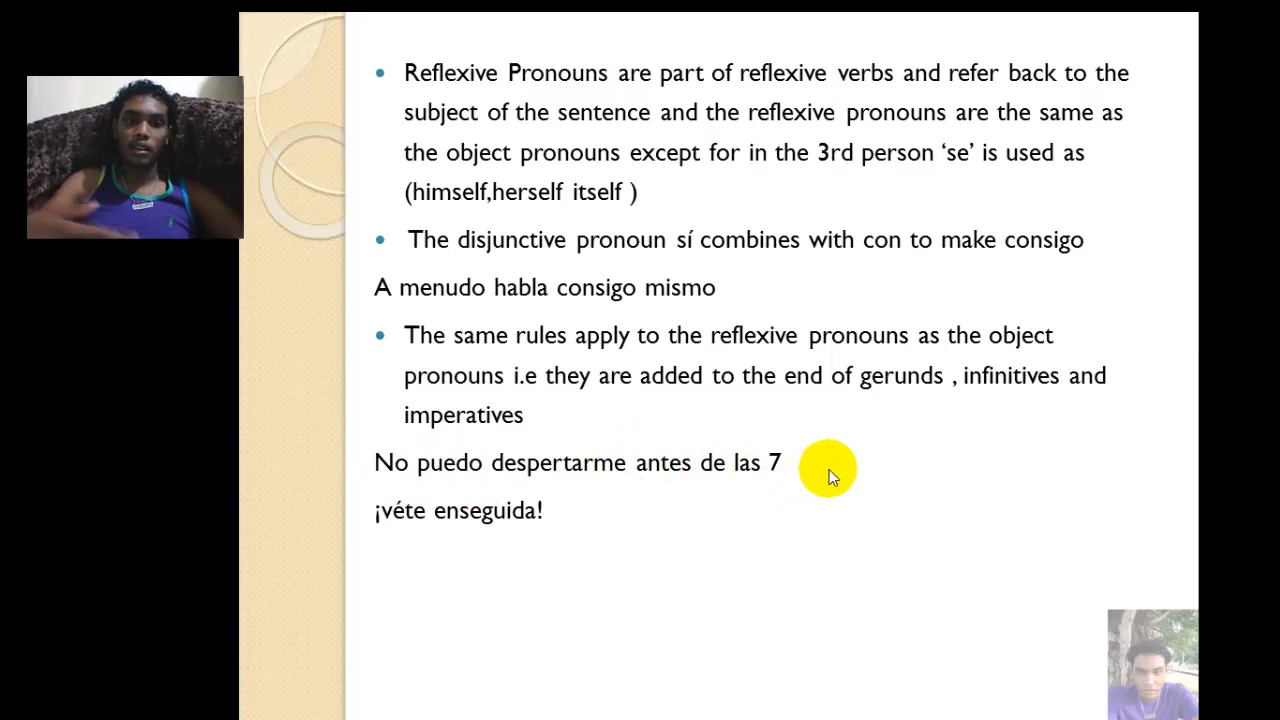 Reflexive Pronouns are part of reflexive verbs and refer back to the
subject of the sentence and the reflexive pronouns are the same as
the object pronouns except for in the 3rd person ‘se’ is used as
(himself,herself itself )
The disjunctive pronoun sí combines with con to make consigo
A menudo habla consigo mismo
The same rules apply to the reflexive pronouns as the object
pronouns i.e they are added to the end of gerunds , infinitives and
imperatives
No puedo despertarme antes de las 7
¡véte enseguida!